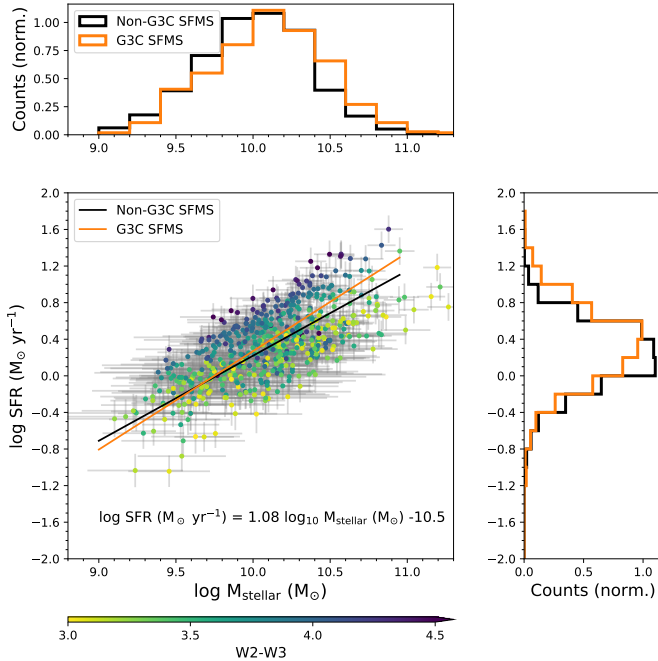 Counts (norm.)
1.00
0.75
0.50
0.25
0.00
Non-G3C SFMS
G3C SFMS
9.0 9.5 10.0 10.5 11.0
log SFR (M⊙ yr⁻¹)
2.0
1.6
1.2
0.8
0.4
0.0
−0.4
−0.8
−1.2
−1.6
−2.0
Non-G3C SFMS
G3C SFMS
log SFR (M⊙ yr⁻¹) = 1.08 log₁₀ Mstellar (M⊙) -10.5
9.0 9.5 10.0 10.5 11.0
log Mstellar (M⊙)
2.0
1.6
1.2
0.8
0.4
0.0
−0.4
−0.8
−1.2
−1.6
−2.0
0.0 0.5 1.0
Counts (norm.)
3.0 3.5 4.0 4.5
W2-W3